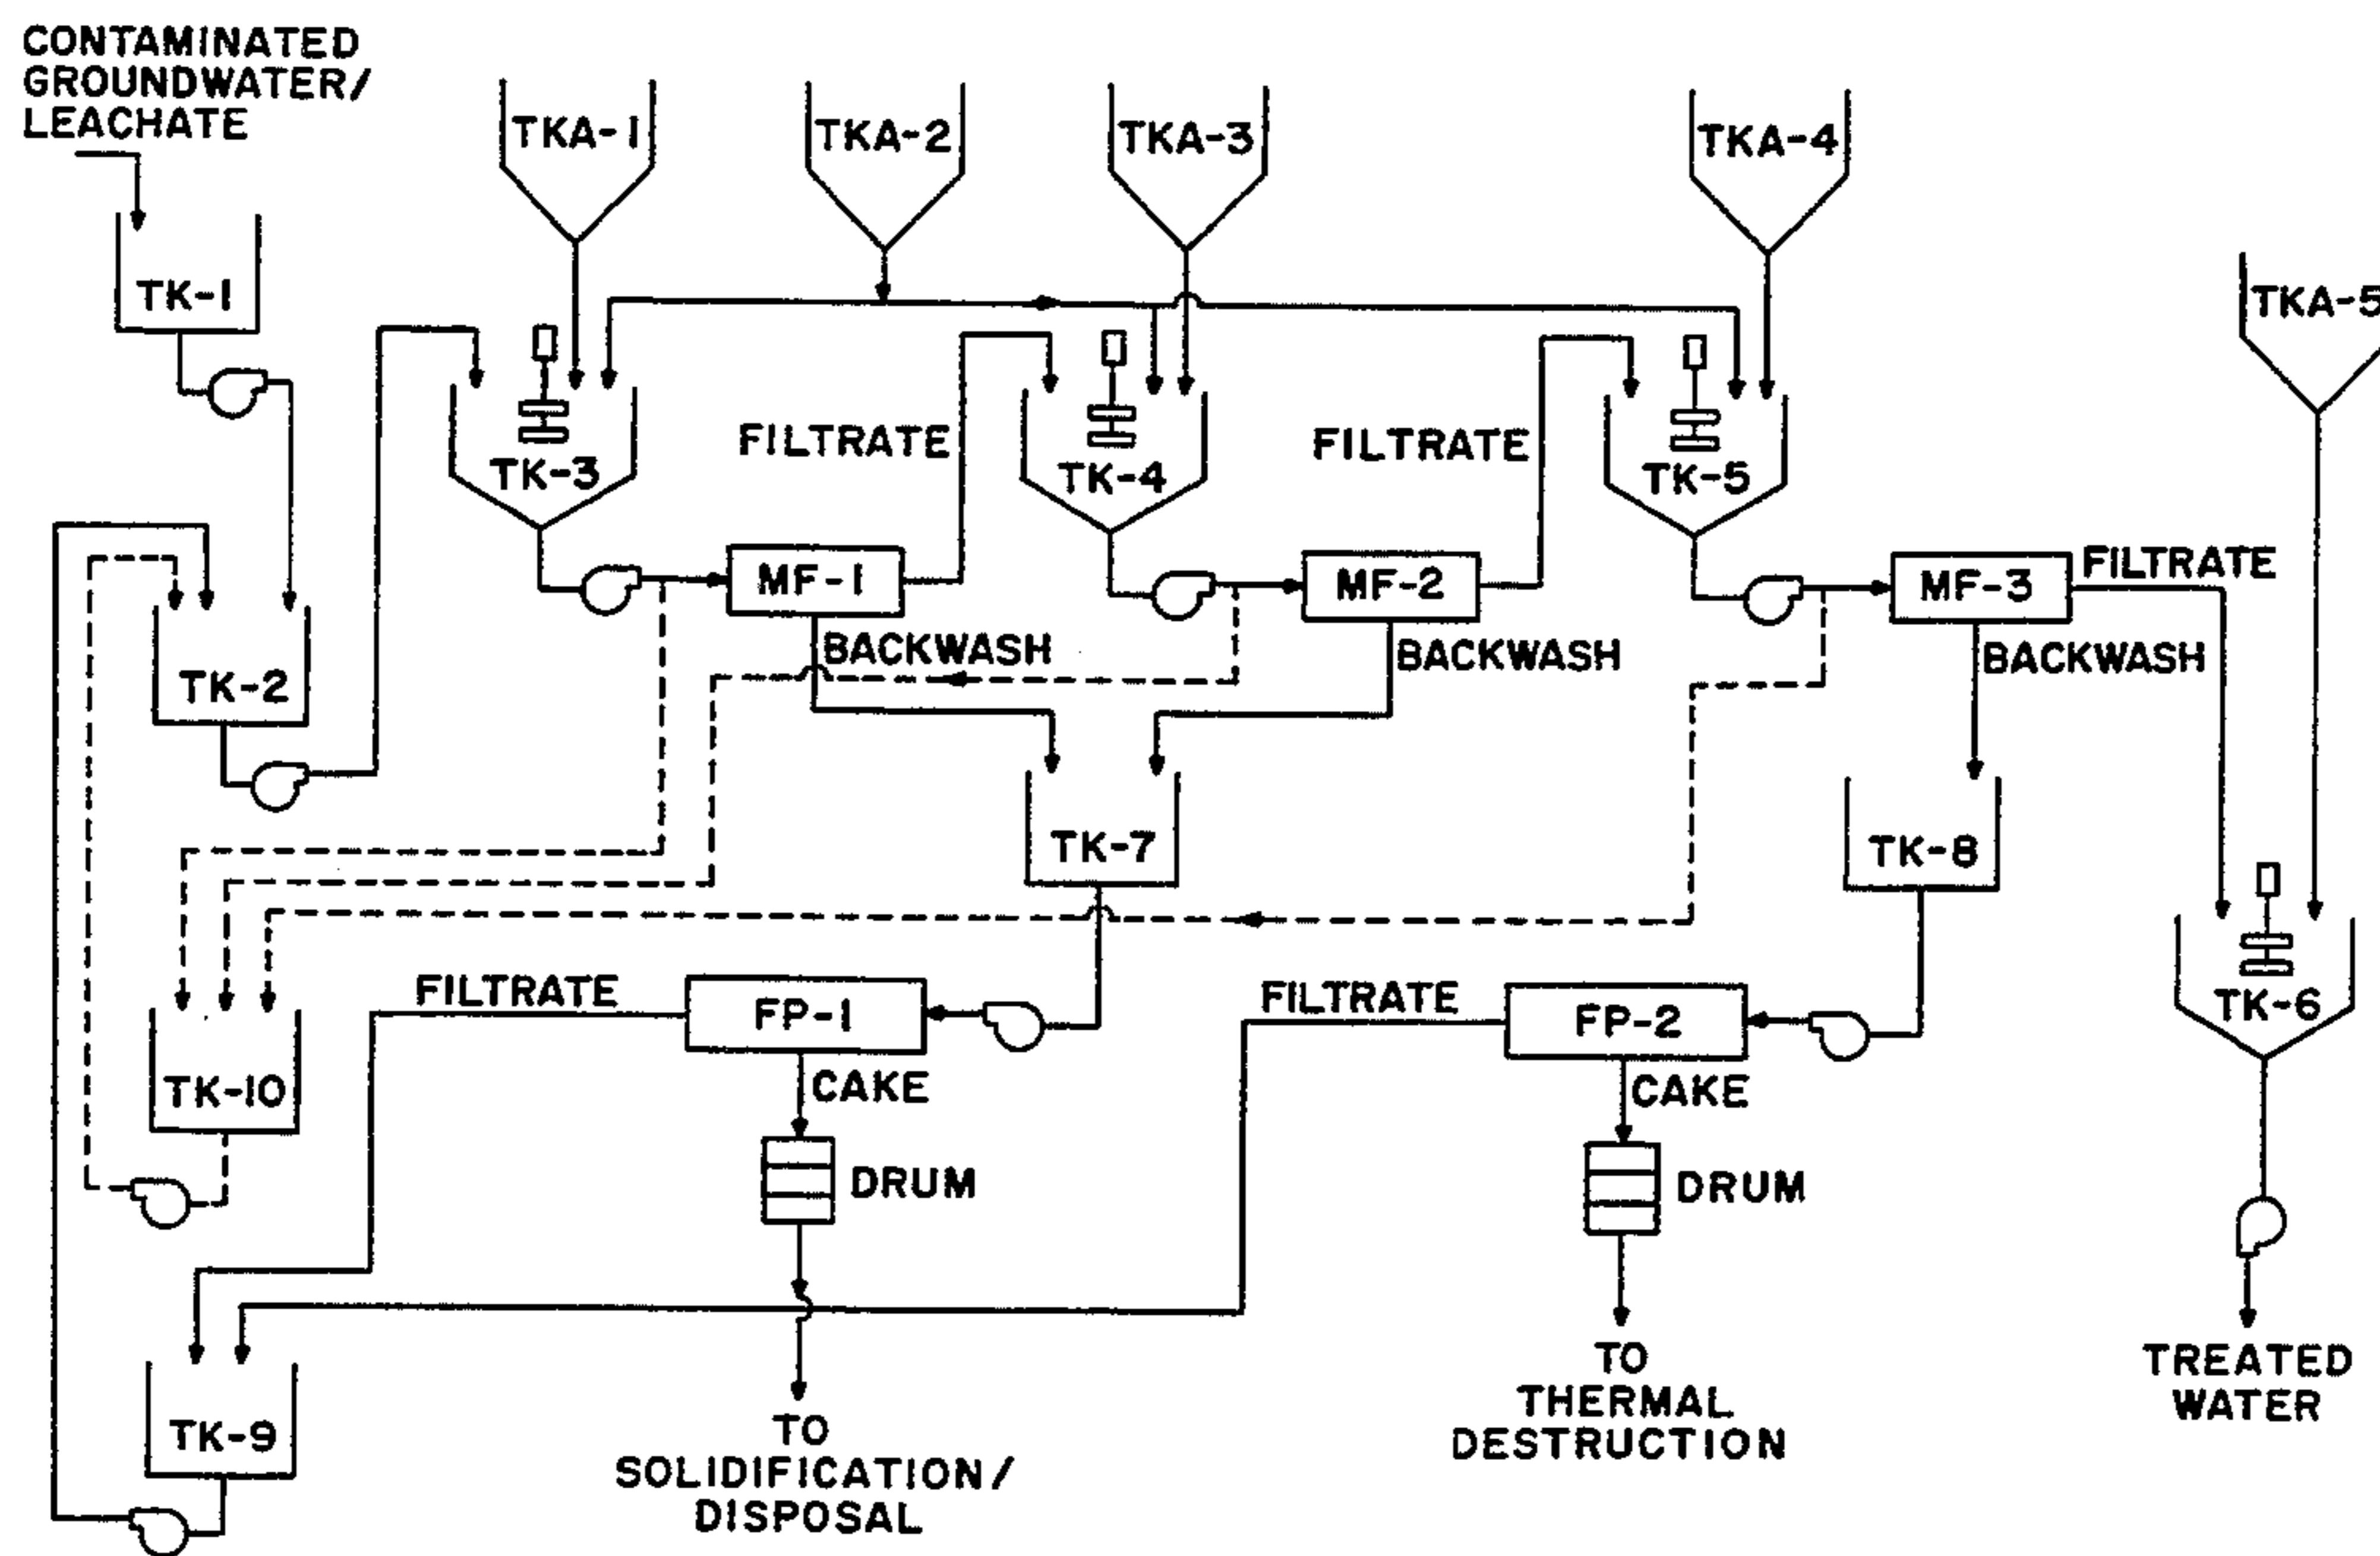 CONTAMINATED
GROUNDWATER/
LEACHATE
TKA-1
TKA-2
TKA-3
TKA-4
TK-1
TKA-5
FILTRATE
FILTRATE
TK-3
TK-4
TK-5
MF-1
MF-2
MF-3
FILTRATE
BACKWASH
BACKWASH
BACKWASH
TK-2
TK-7
TK-8
FILTRATE
FP-1
FILTRATE
FP-2
TK-6
TK-10
CAKE
CAKE
DRUM
DRUM
TK-9
TO
SOLIDIFICATION/
DISPOSAL
TO
THERMAL
DESTRUCTION
TREATED
WATER